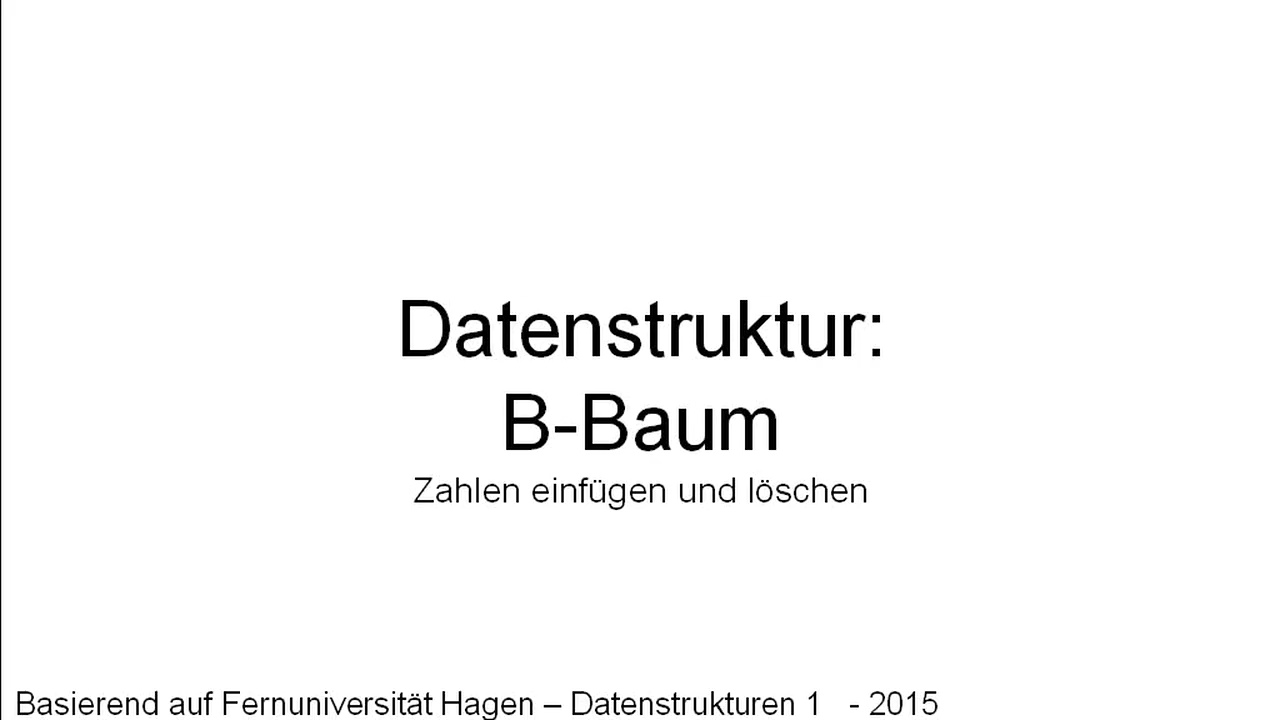 Datenstruktur:
B-Baum
Zahlen einfügen und löschen
Basierend auf Fernuniversität Hagen – Datenstrukturen 1 - 2015